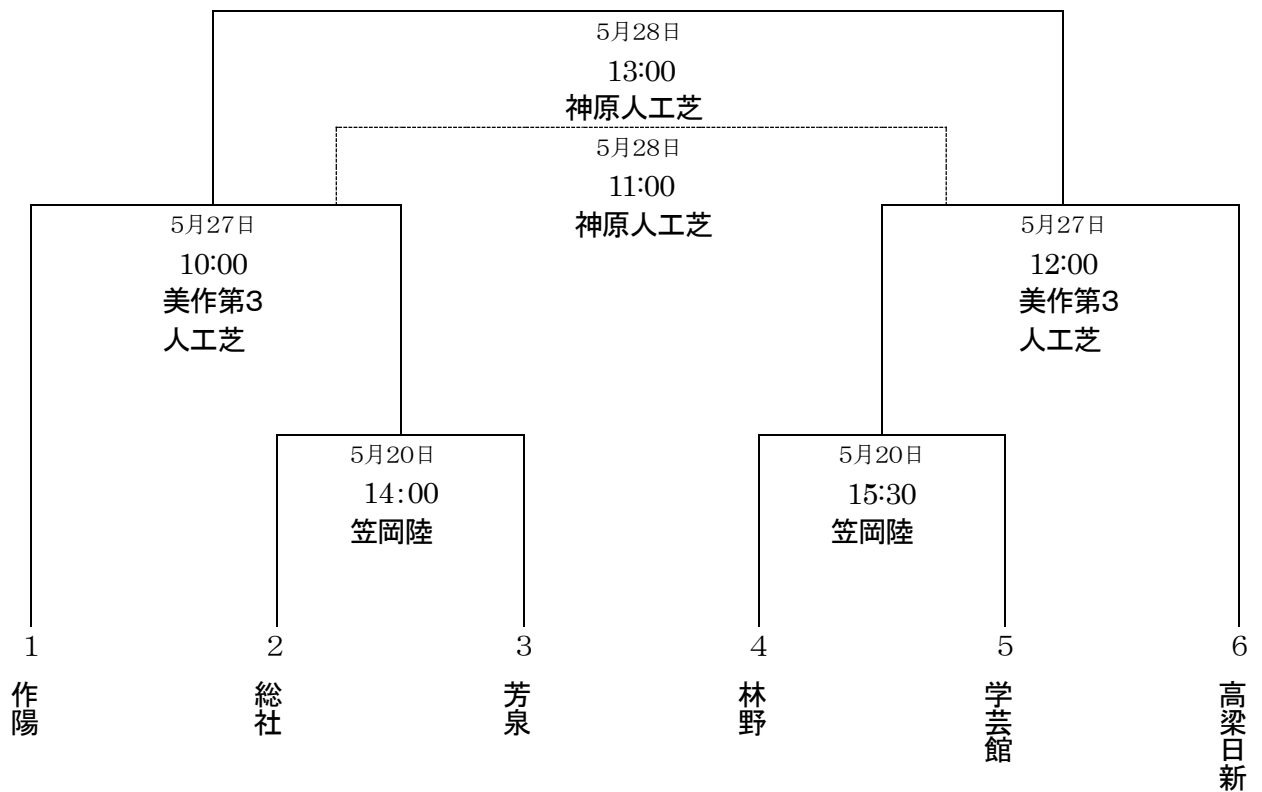 5月28日
13:00
神原人工芝
5月28日
11:00
神原人工芝
5月27日
10:00
美作第3
人工芝
5月27日
12:00
美作第3
人工芝
5月20日
14:00
笠岡陸
5月20日
15:30
笠岡陸
1
作陽
2
総社
3
芳泉
4
林野
5
学芸館
6
高梁日新